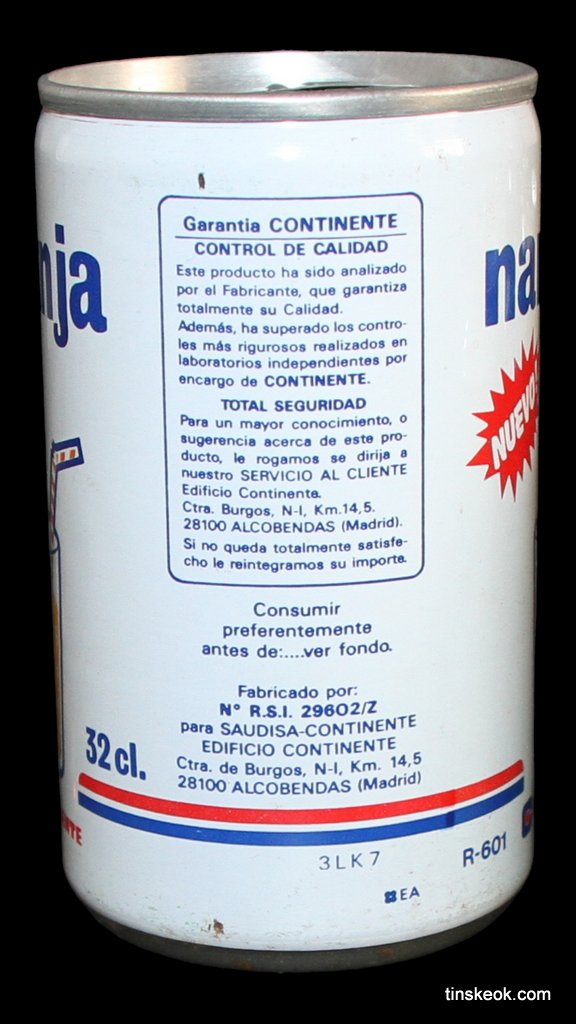 Garantia CONTINENTE
CONTROL DE CALIDAD
Este producto ha sido analizado
por el Fabricante, que garantiza
totalmente su Calidad.
Además, ha superado los contro-
les más rigurosos realizados en
laboratorios independientes por
encargo de CONTINENTE.
TOTAL SEGURIDAD
Para un mayor conocimiento, o
sugerencia acerca de este pro-
ducto, le rogamos se dirija a
nuestro SERVICIO AL CLIENTE
Edificio Continente.
Ctra. Burgos, N-I, Km.14,5.
28100 ALCOBENDAS (Madrid).
Si no queda totalmente satisfe-
cho le reintegramos su importe.
Consumir
preferentemente
antes de:....ver fondo.
Fabricado por:
Nº R.S.I. 29602/Z
para SAUDISA-CONTINENTE
EDIFICIO CONTINENTE
Ctra. de Burgos, N-I, Km. 14,5
28100 ALCOBENDAS (Madrid)
32 cl.
3LK7
R-601
EA
nja
na
NUEVO!
NTE
tinskeok.com